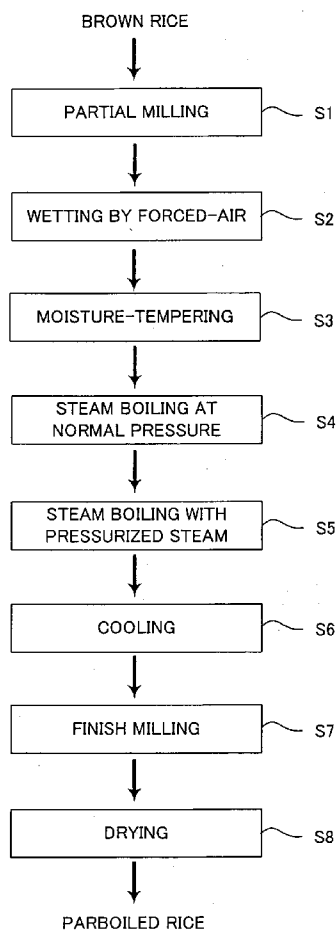 BROWN RICE
PARTIAL MILLING
S1
WETTING BY FORCED-AIR
S2
MOISTURE-TEMPERING
S3
STEAM BOILING AT
NORMAL PRESSURE
S4
STEAM BOILING WITH
PRESSURIZED STEAM
S5
COOLING
S6
FINISH MILLING
S7
DRYING
S8
PARBOILED RICE